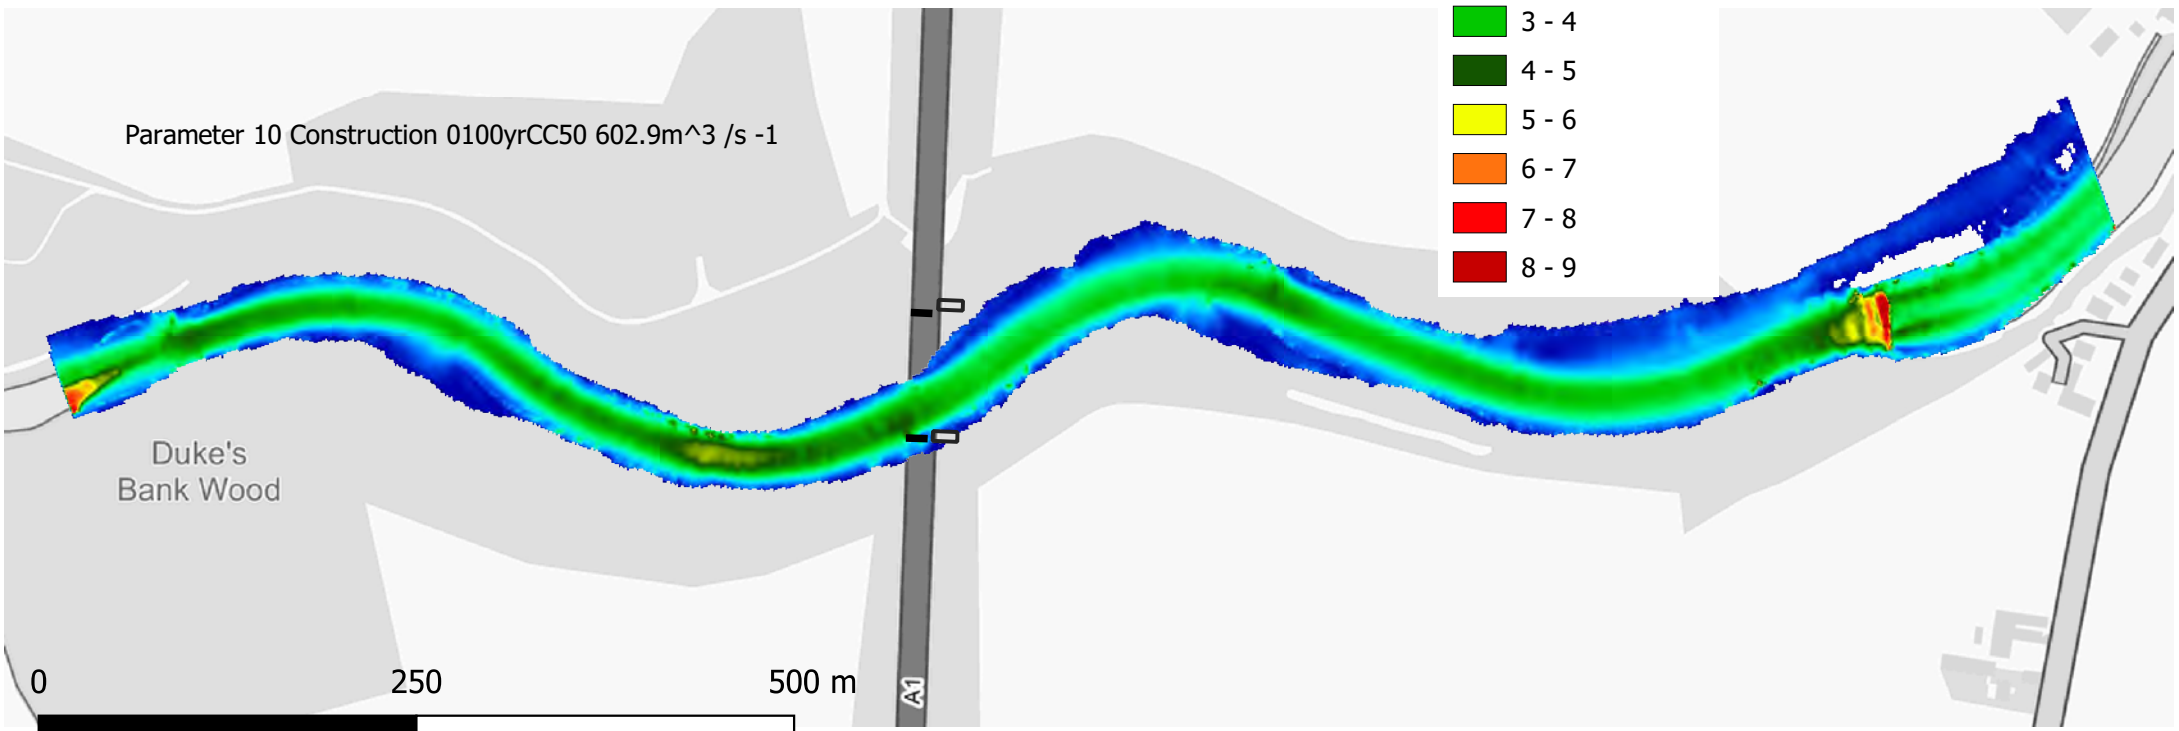 3 - 4
4 - 5
5 - 6
6 - 7
7 - 8
8 - 9
Parameter 10 Construction 0100yrCC50 602.9m^3 /s -1
Duke's
Bank Wood
A1
0 250 500 m